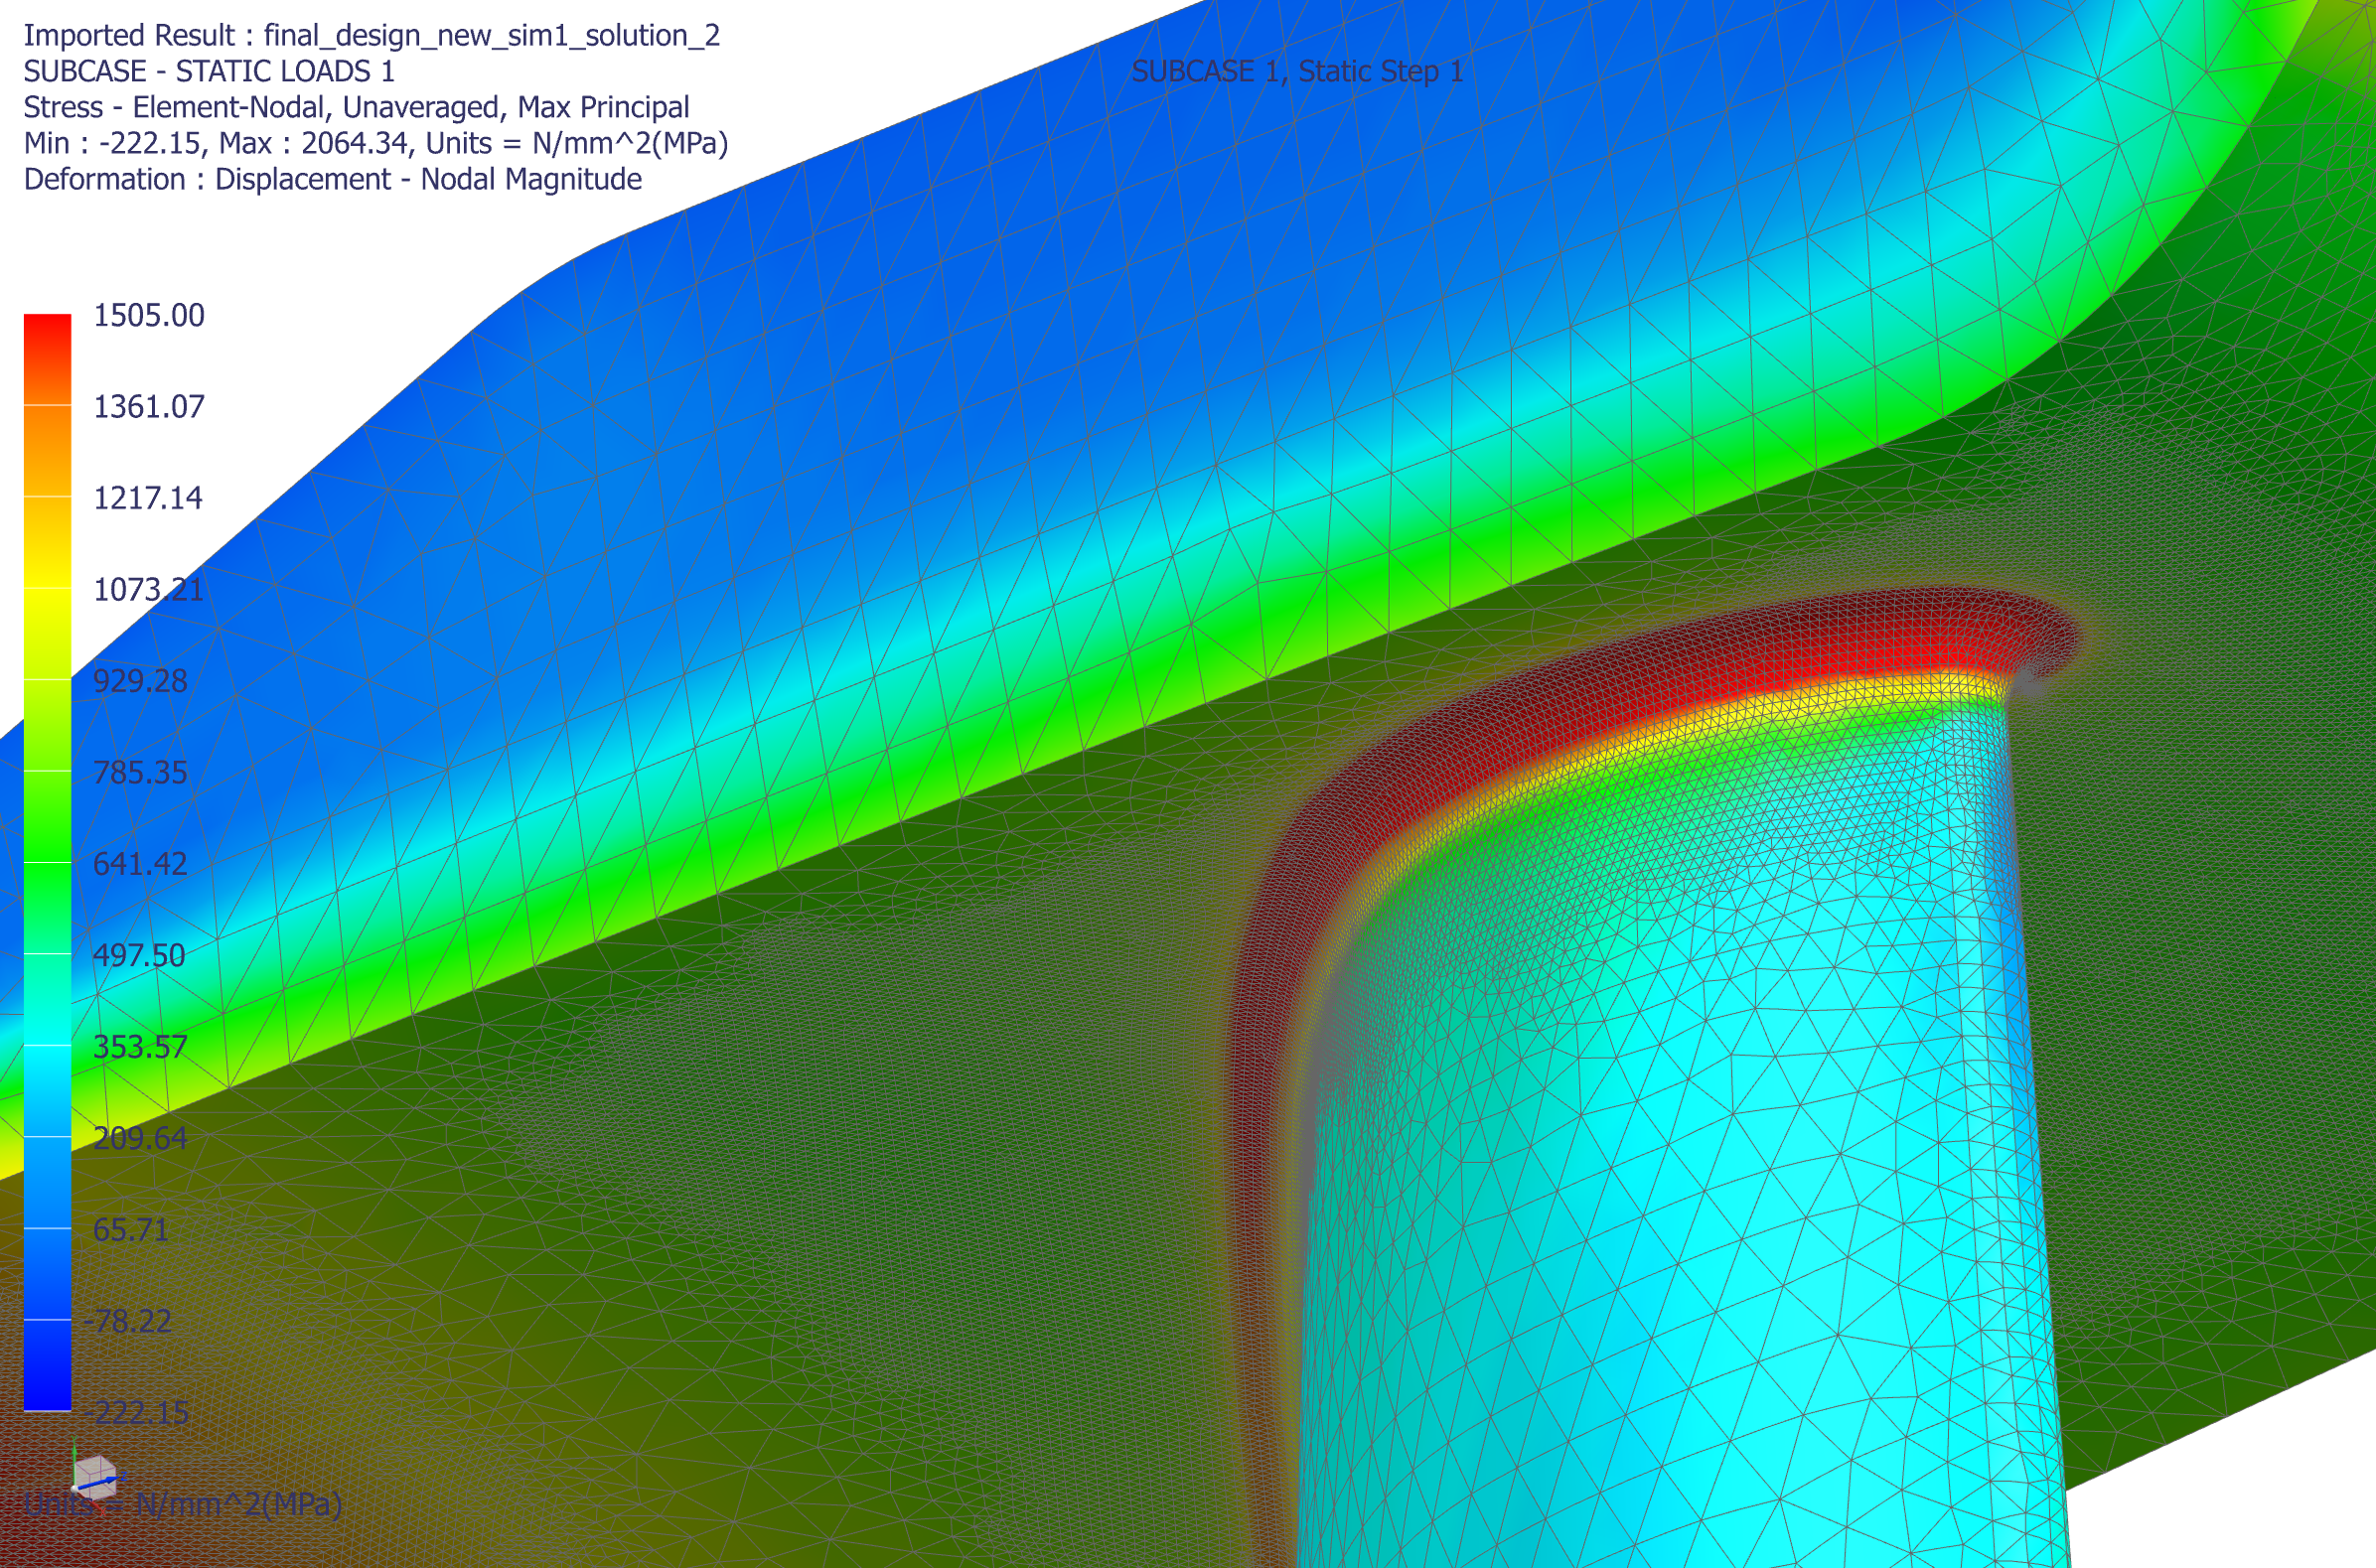 Imported Result : final_design_new_sim1_solution_2
SUBCASE - STATIC LOADS 1
Stress - Element-Nodal, Unaveraged, Max Principal
Min : -222.15, Max : 2064.34, Units = N/mm^2(MPa)
Deformation : Displacement - Nodal Magnitude
SUBCASE 1, Static Step 1
1505.00
1361.07
1217.14
1073.21
929.28
785.35
641.42
497.50
353.57
209.64
65.71
-78.22
-222.15
Units = N/mm^2(MPa)